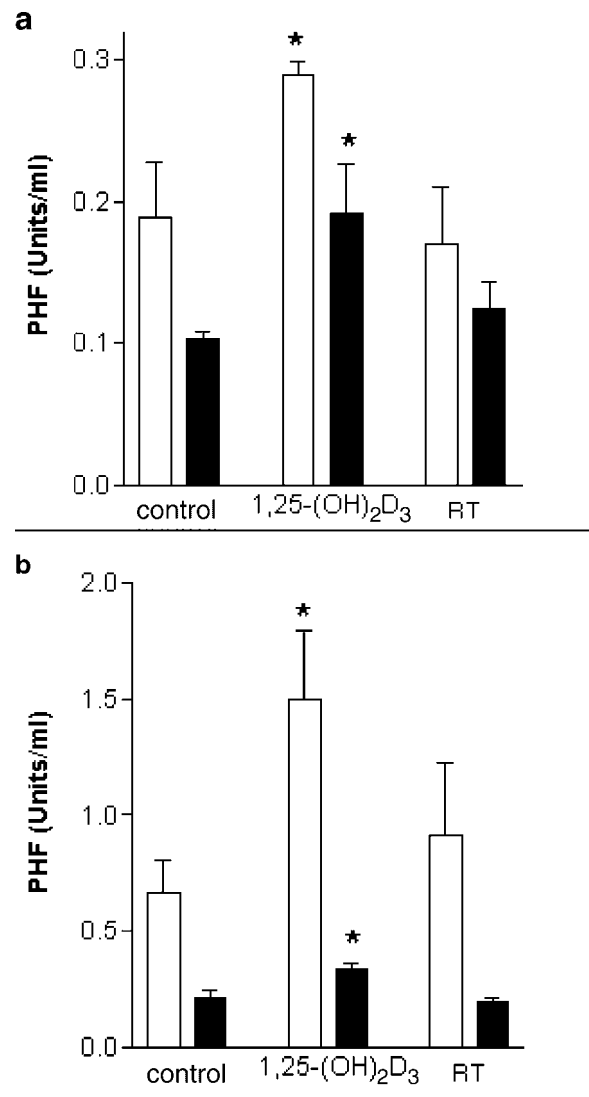 a
PHF (Units/ml)
★
★
0.3
0.2
0.1
0.0
control 1,25-(OH)₂D₃ RT
b
PHF (Units/ml)
★
★
2.0
1.5
1.0
0.5
0.0
control 1,25-(OH)₂D₃ RT